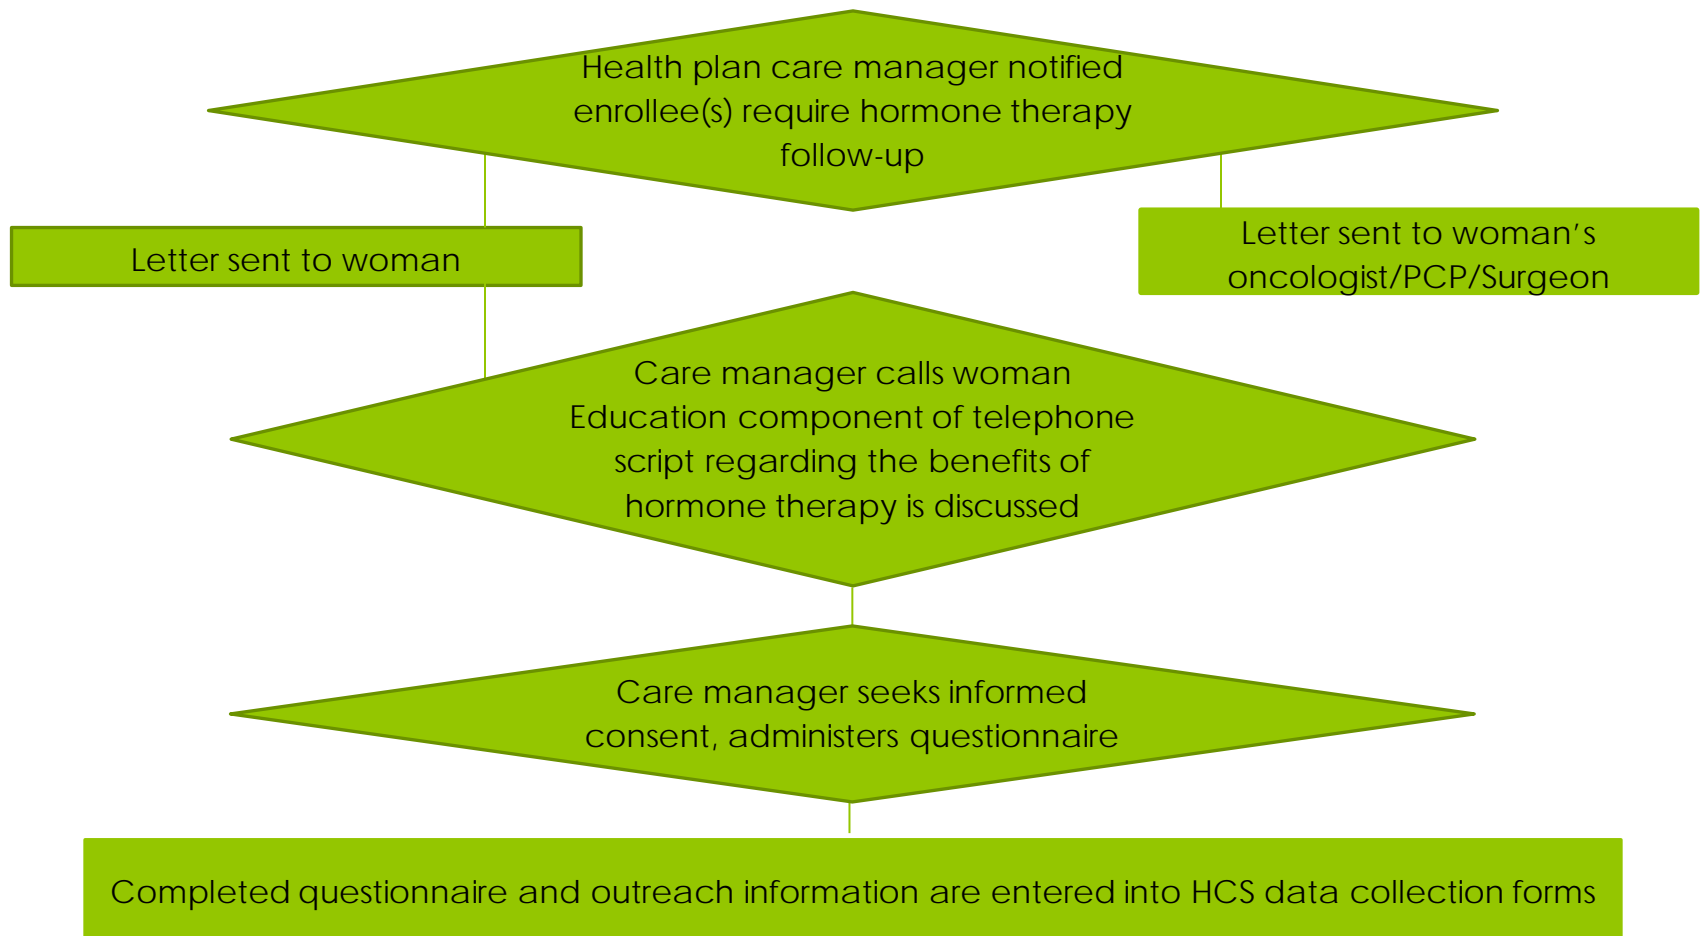 Health plan care manager notified
enrollee(s) require hormone therapy
follow-up
Letter sent to woman
Letter sent to woman’s
oncologist/PCP/Surgeon
Care manager calls woman
Education component of telephone
script regarding the benefits of
hormone therapy is discussed
Care manager seeks informed
consent, administers questionnaire
Completed questionnaire and outreach information are entered into HCS data collection forms